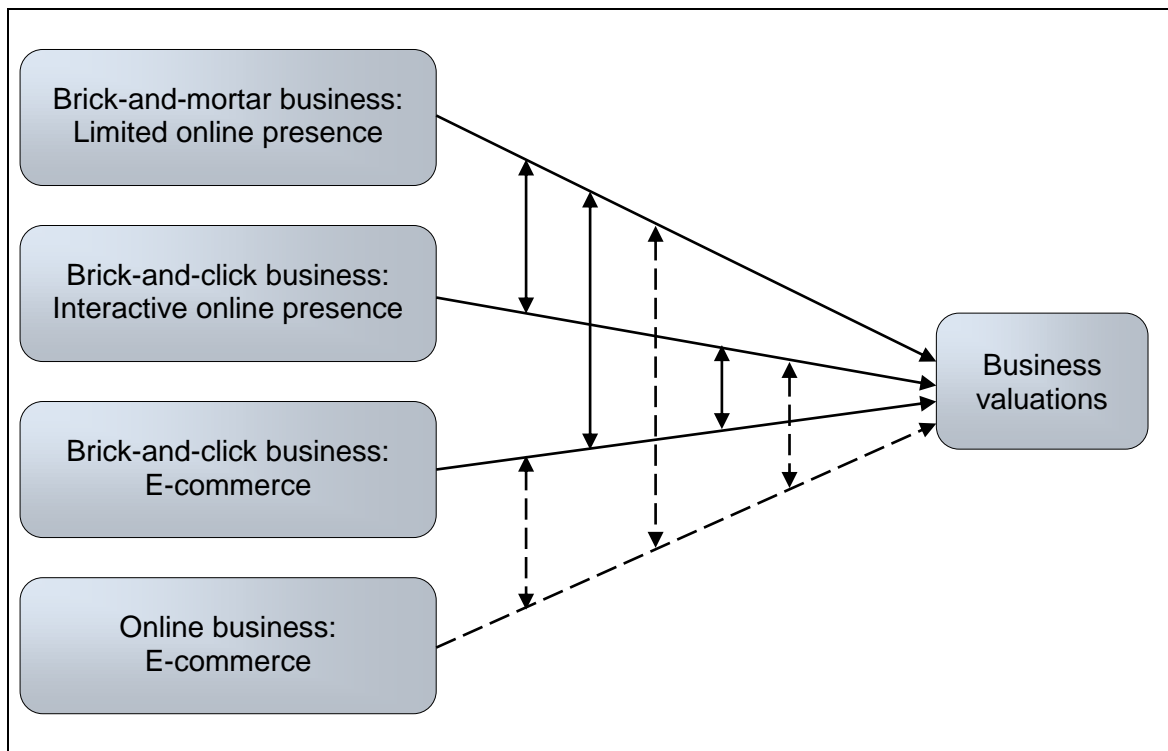 Brick-and-mortar business:
Limited online presence
Brick-and-click business:
Interactive online presence
Brick-and-click business:
E-commerce
Online business:
E-commerce
Business
valuations